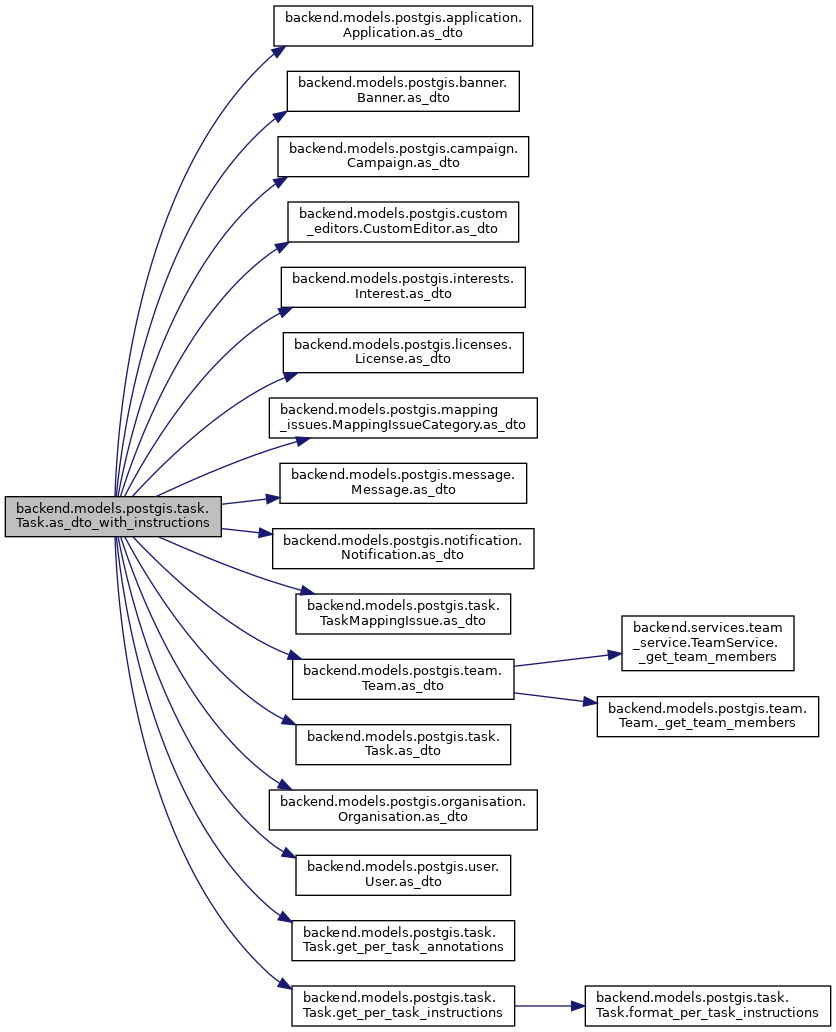 backend.models.postgis.application.
Application.as_dto
backend.models.postgis.banner.
Banner.as_dto
backend.models.postgis.campaign.
Campaign.as_dto
backend.models.postgis.custom
_editors.CustomEditor.as_dto
backend.models.postgis.interests.
Interest.as_dto
backend.models.postgis.licenses.
License.as_dto
backend.models.postgis.mapping
_issues.MappingIssueCategory.as_dto
backend.models.postgis.message.
Message.as_dto
backend.models.postgis.task.
Task.as_dto_with_instructions
backend.models.postgis.notification.
Notification.as_dto
backend.models.postgis.task.
TaskMappingIssue.as_dto
backend.models.postgis.team.
Team.as_dto
backend.services.team
_service.TeamService.
_get_team_members
backend.models.postgis.team.
Team._get_team_members
backend.models.postgis.task.
Task.as_dto
backend.models.postgis.organisation.
Organisation.as_dto
backend.models.postgis.user.
User.as_dto
backend.models.postgis.task.
Task.get_per_task_annotations
backend.models.postgis.task.
Task.get_per_task_instructions
backend.models.postgis.task.
Task.format_per_task_instructions